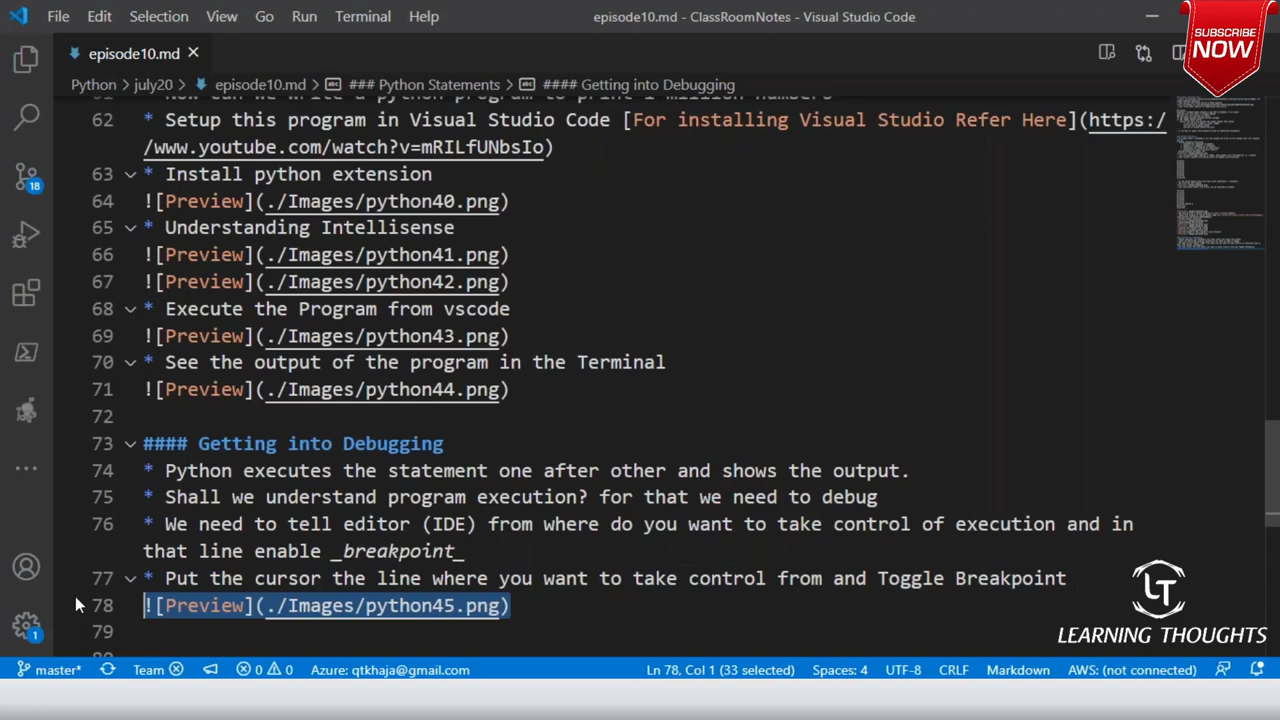 File Edit Selection View Go Run Terminal Help
episode10.md - ClassRoomNotes - Visual Studio Code
SUBSCRIBE
NOW
episode10.md
Python > july20 > episode10.md > ### Python Statements > #### Getting into Debugging
62 * Setup this program in Visual Studio Code [For installing Visual Studio Refer Here](https:/
/www.youtube.com/watch?v=mRILfUNbsIo)
63 * Install python extension
64 ![Preview](./Images/python40.png)
65 * Understanding Intellisense
66 ![Preview](./Images/python41.png)
67 ![Preview](./Images/python42.png)
68 * Execute the Program from vscode
69 ![Preview](./Images/python43.png)
70 * See the output of the program in the Terminal
71 ![Preview](./Images/python44.png)
72
73 #### Getting into Debugging
74 * Python executes the statement one after other and shows the output.
75 * Shall we understand program execution? for that we need to debug
76 * We need to tell editor (IDE) from where do you want to take control of execution and in
that line enable _breakpoint_
77 * Put the cursor the line where you want to take control from and Toggle Breakpoint
78 ![Preview](./Images/python45.png)
79
18
1
LT
LEARNING THOUGHTS
master* Team 0 0 Azure: qtkhaja@gmail.com Ln 78, Col 1 (33 selected) Spaces: 4 UTF-8 CRLF Markdown AWS: (not connected)